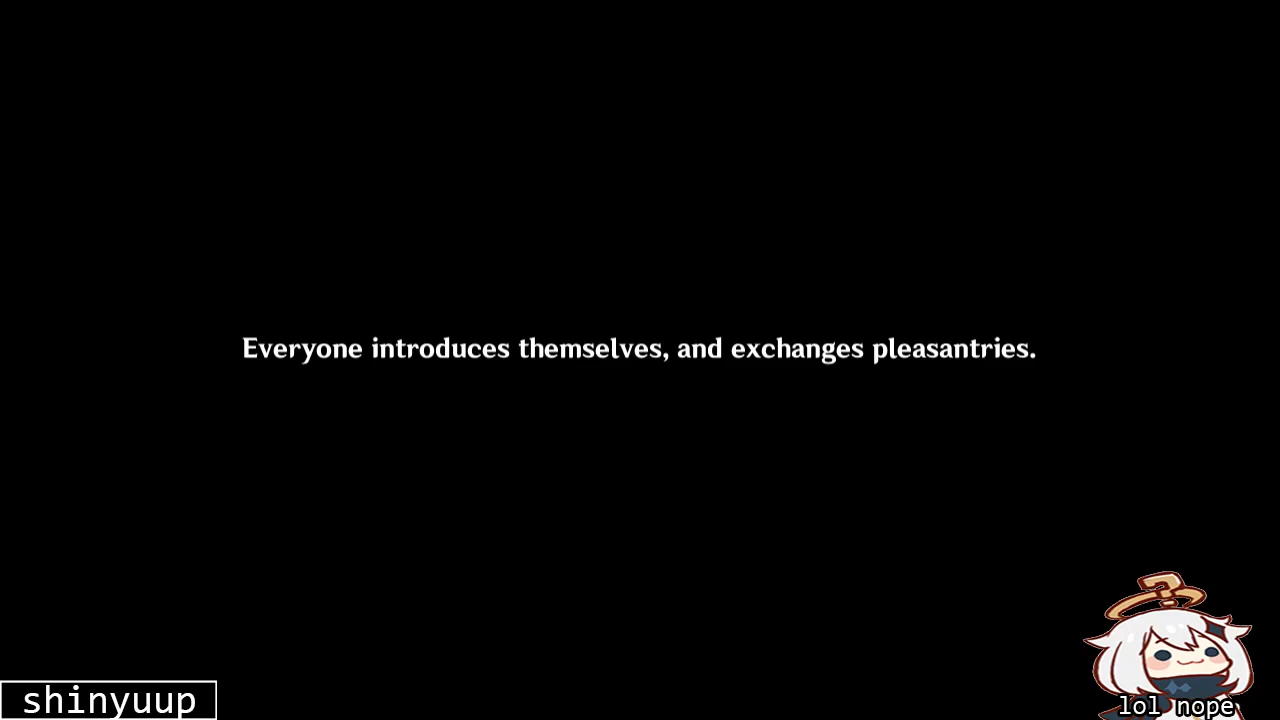 Everyone introduces themselves, and exchanges pleasantries.
shinyuup
lol nope